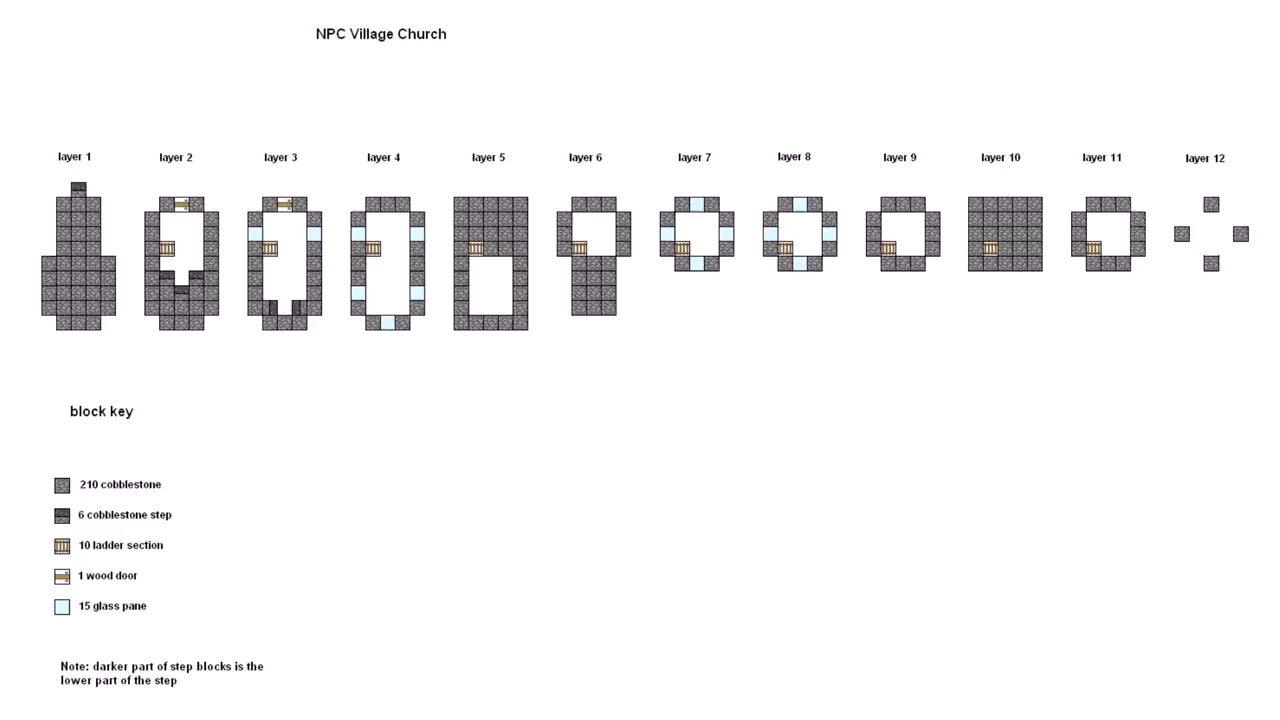 NPC Village Church
layer 1 layer 2 layer 3 layer 4 layer 5 layer 6 layer 7 layer 8 layer 9 layer 10 layer 11 layer 12
block key
210 cobblestone
6 cobblestone step
10 ladder section
1 wood door
15 glass pane
Note: darker part of step blocks is the
lower part of the step